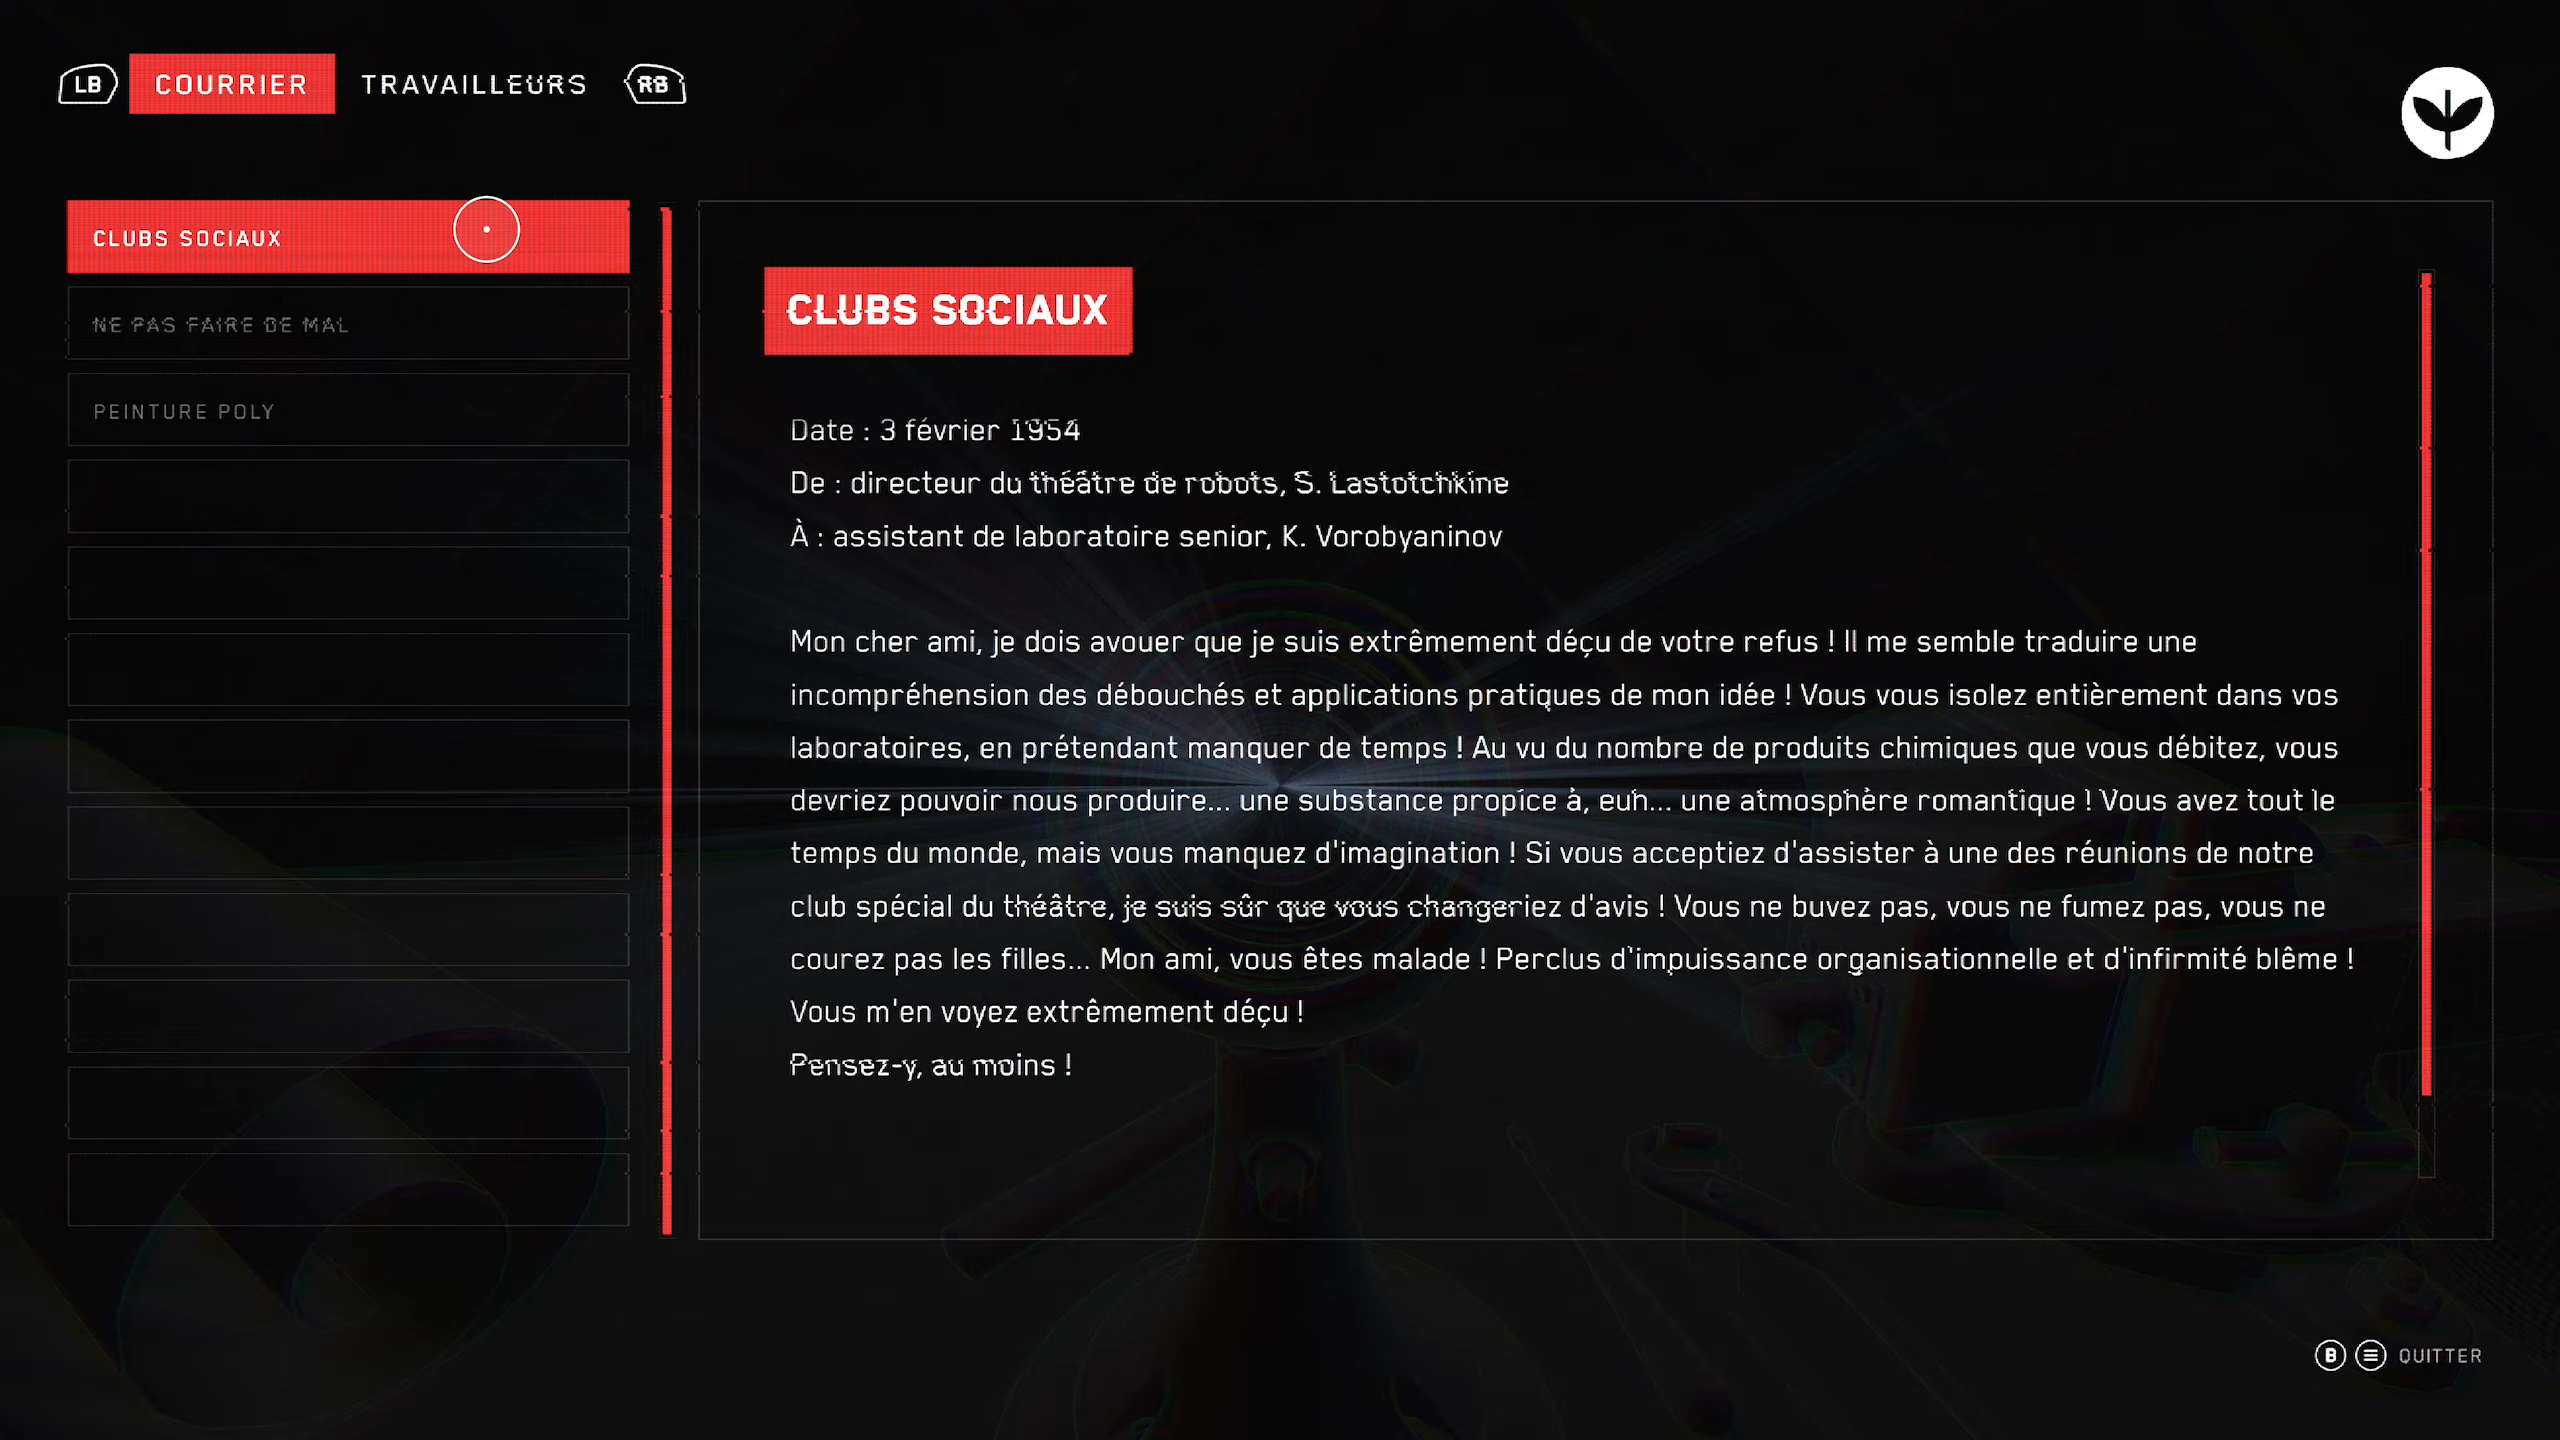 LB COURRIER TRAVAILLEURS RB
CLUBS SOCIAUX
NE PAS FAIRE DE MAL
PEINTURE POLY
CLUBS SOCIAUX
Date : 3 février 1954
De : directeur du théâtre de robots, S. Lastotchkine
À : assistant de laboratoire senior, K. Vorobyaninov
Mon cher ami, je dois avouer que je suis extrêmement déçu de votre refus ! Il me semble traduire une
incompréhension des débouchés et applications pratiques de mon idée ! Vous vous isolez entièrement dans vos
laboratoires, en prétendant manquer de temps ! Au vu du nombre de produits chimiques que vous débitez, vous
devriez pouvoir nous produire... une substance propice à, euh... une atmosphère romantique ! Vous avez tout le
temps du monde, mais vous manquez d'imagination ! Si vous acceptiez d'assister à une des réunions de notre
club spécial du théâtre, je suis sûr que vous changeriez d'avis ! Vous ne buvez pas, vous ne fumez pas, vous ne
courez pas les filles... Mon ami, vous êtes malade ! Perclus d'impuissance organisationnelle et d'infirmité blême !
Vous m'en voyez extrêmement déçu !
Pensez-y, au moins !
B QUITTER